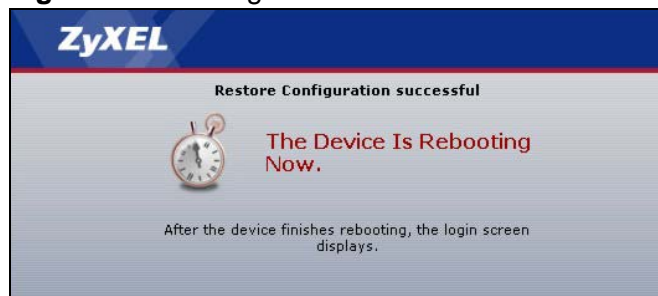 ZyXEL
Restore Configuration successful
The Device Is Rebooting
Now.
After the device finishes rebooting, the login screen
displays.